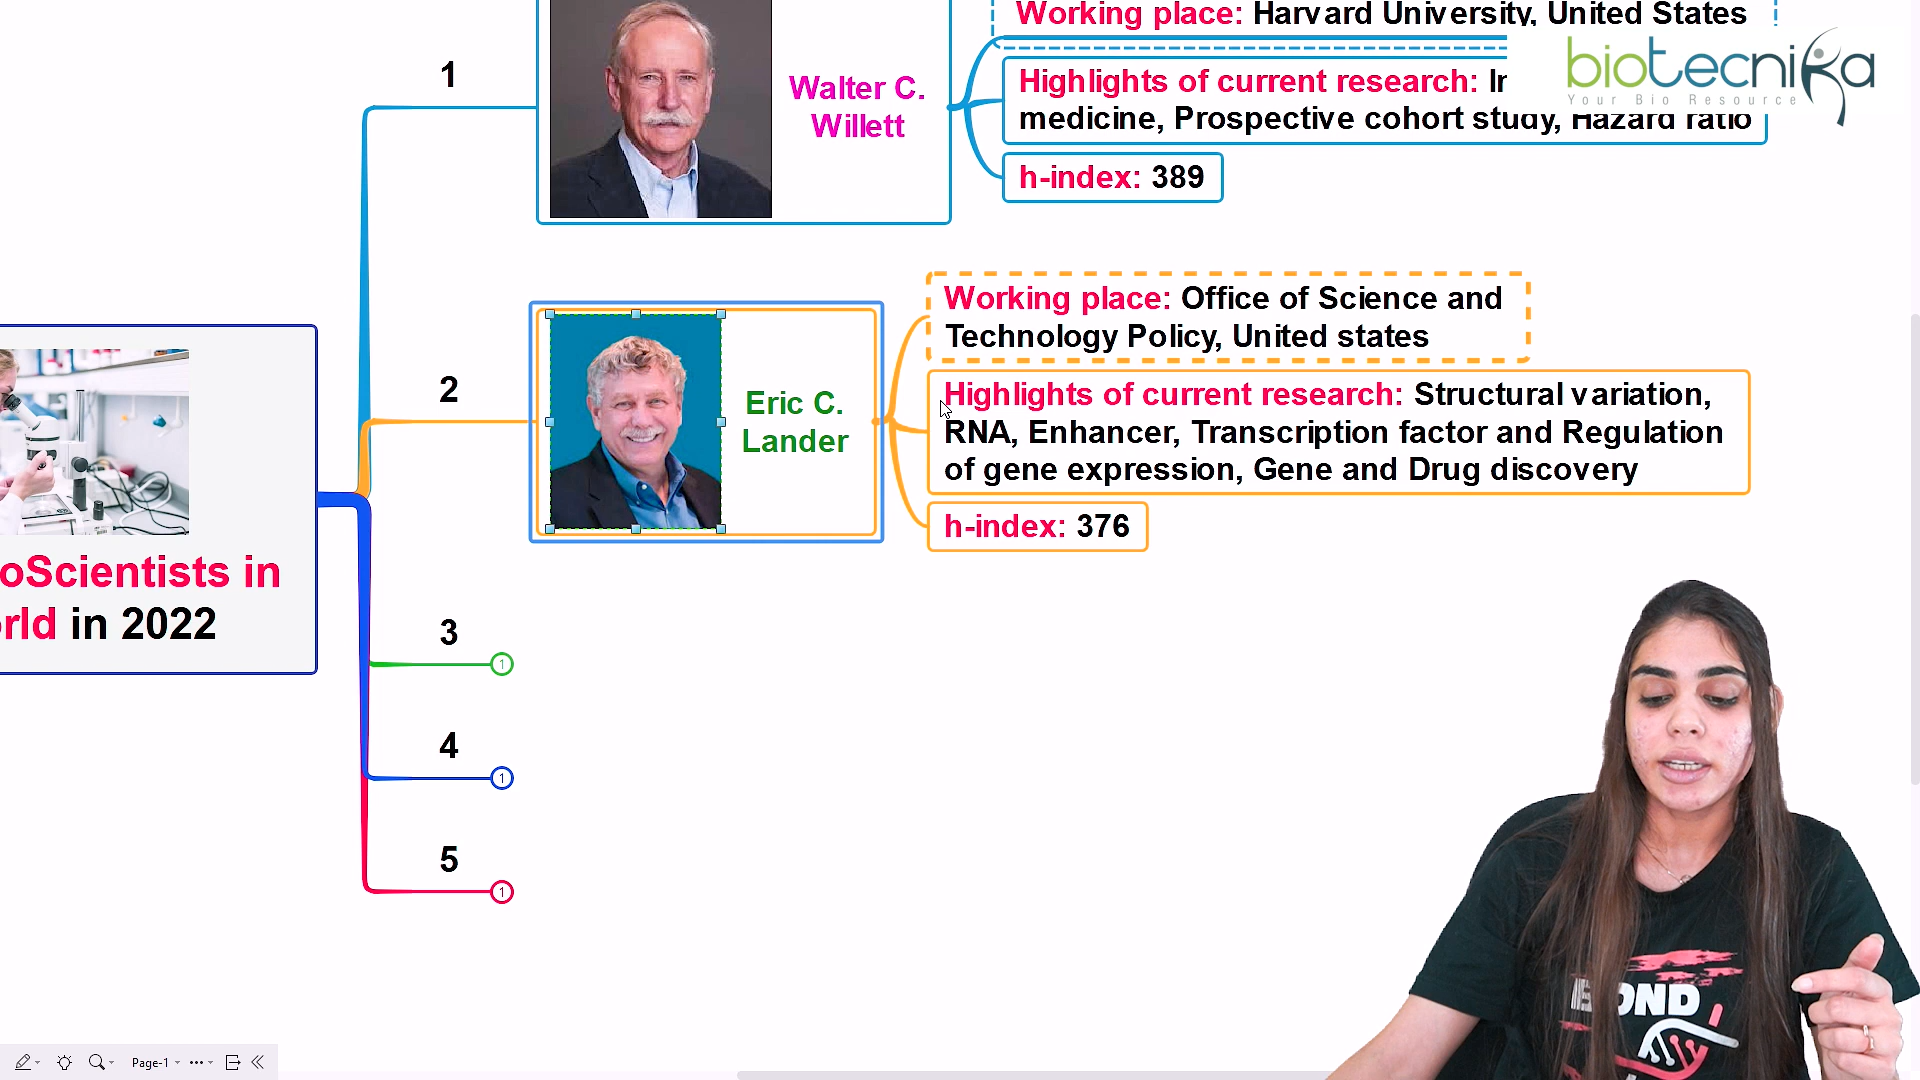 1
Walter C.
Willett
Working place: Harvard University, United States
Highlights of current research:
medicine, Prospective cohort study, Hazard ratio
h-index: 389
biotecnika
Your Bio Resource
2
Eric C.
Lander
Working place: Office of Science and
Technology Policy, United states
Highlights of current research: Structural variation,
RNA, Enhancer, Transcription factor and Regulation
of gene expression, Gene and Drug discovery
h-index: 376
oScientists in
rld in 2022
3
1
4
1
5
1
BOND
Page-1